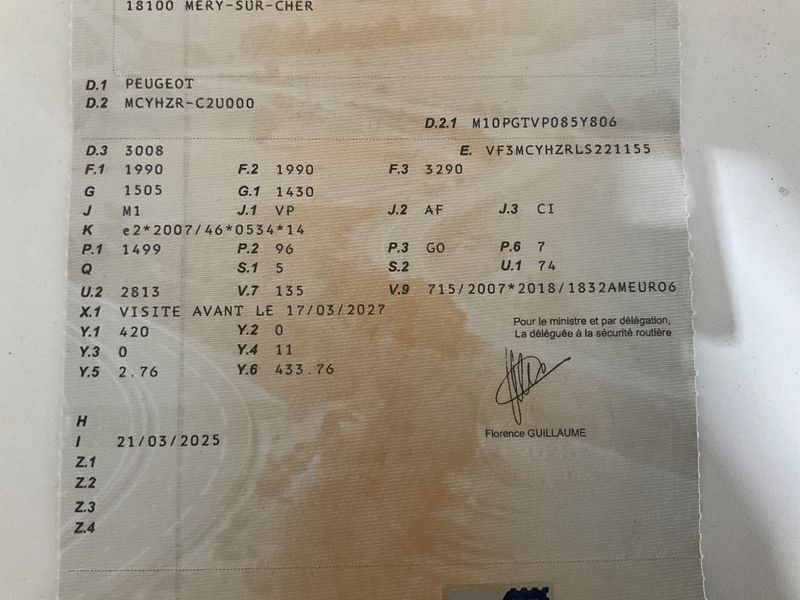 18100 MERY-SUR-CHER
D.1 PEUGEOT
D.2 MCYHZR-C2U000
D.2.1 M10PGTVP085Y806
D.3 3008 E. VF3MCYHZRLS221155
F.1 1990 F.2 1990 F.3 3290
G 1505 G.1 1430
J M1 J.1 VP J.2 AF J.3 CI
K e2*2007/46*0534*14
P.1 1499 P.2 96 P.3 GO P.6 7
Q S.1 5 S.2 U.1 74
U.2 2813 V.7 135 V.9 715/2007*2018/1832AMEURO6
X.1 VISITE AVANT LE 17/03/2027
Y.1 420 Y.2 0
Y.3 0 Y.4 11
Y.5 2.76 Y.6 433.76
Pour le ministre et par délégation,
La déléguée à la sécurité routière
Florence GUILLAUME
H
I 21/03/2025
Z.1
Z.2
Z.3
Z.4